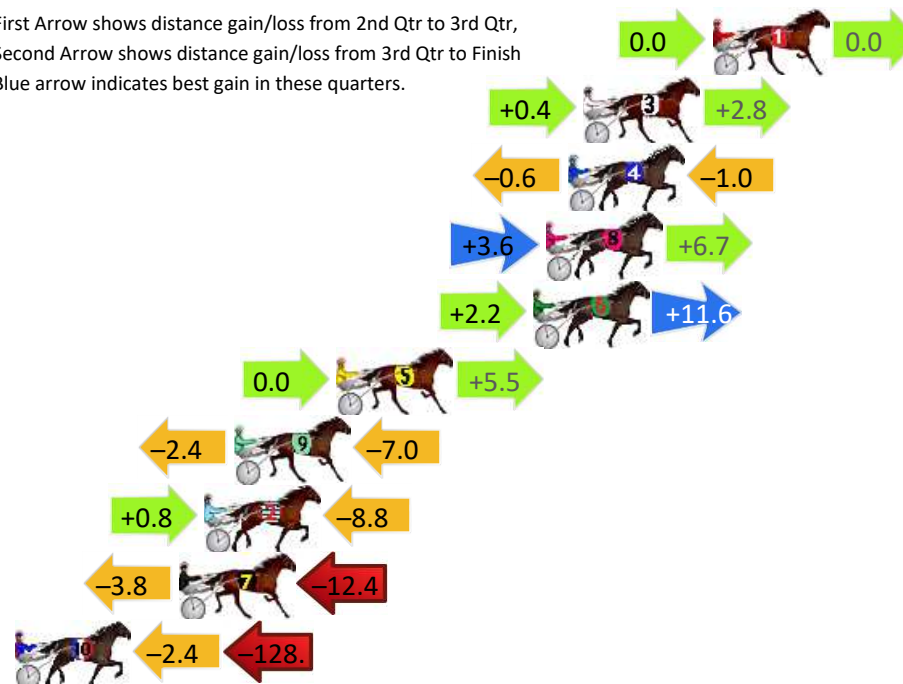 First Arrow shows distance gain/loss from 2nd Qtr to 3rd Qtr,
Second Arrow shows distance gain/loss from 3rd Qtr to Finish
Blue arrow indicates best gain in these quarters.
0.0 1 0.0
+0.4 3 +2.8
–0.6 4 –1.0
+3.6 8 +6.7
+2.2 6 +11.6
0.0 5 +5.5
–2.4 9 –7.0
+0.8 2 –8.8
–3.8 7 –12.4
10 –2.4 –128.